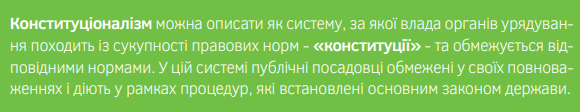 Конституціоналізм можна описати як систему, за якої влада органів урядуван-
ня походить із сукупності правових норм - «конституції» - та обмежується від-
повідними нормами. У цій системі публічні посадовці обмежені у своїх повнова-
женнях і діють у рамках процедур, які встановлені основним законом держави.